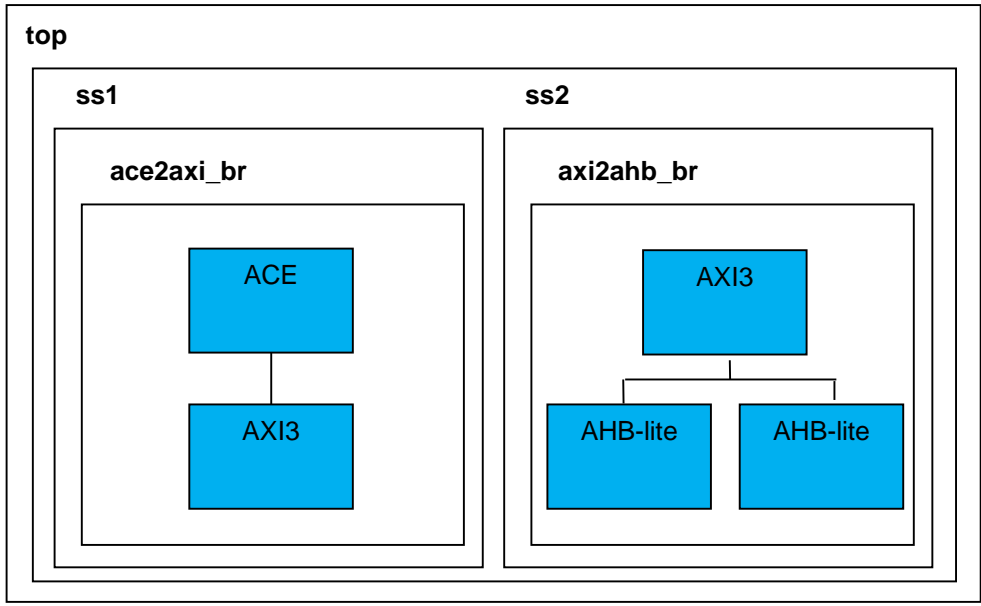 top
ss1
ss2
ace2axi_br
axi2ahb_br
ACE
AXI3
AXI3
AHB-lite
AHB-lite